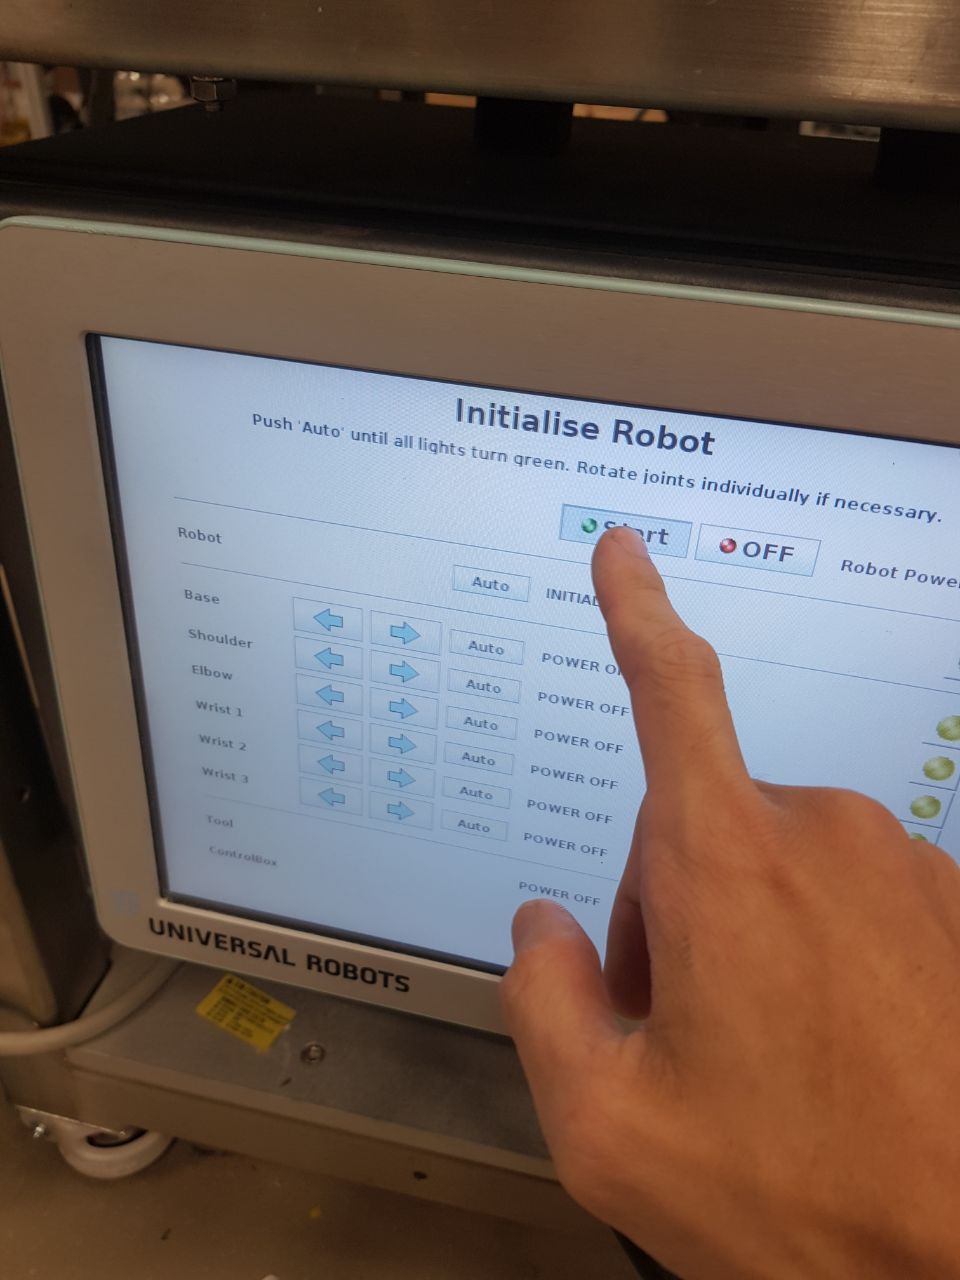 Initialise Robot
Push 'Auto' until all lights turn green. Rotate joints individually if necessary.
Start OFF Robot Power
Robot Auto
Base Auto POWER
Shoulder Auto POWER OFF
Elbow Auto POWER OFF
Wrist 1 Auto POWER OFF
Wrist 2 Auto POWER OFF
Wrist 3 Auto POWER OFF
Tool POWER OFF
ControlBox
UNIVERSAL ROBOTS